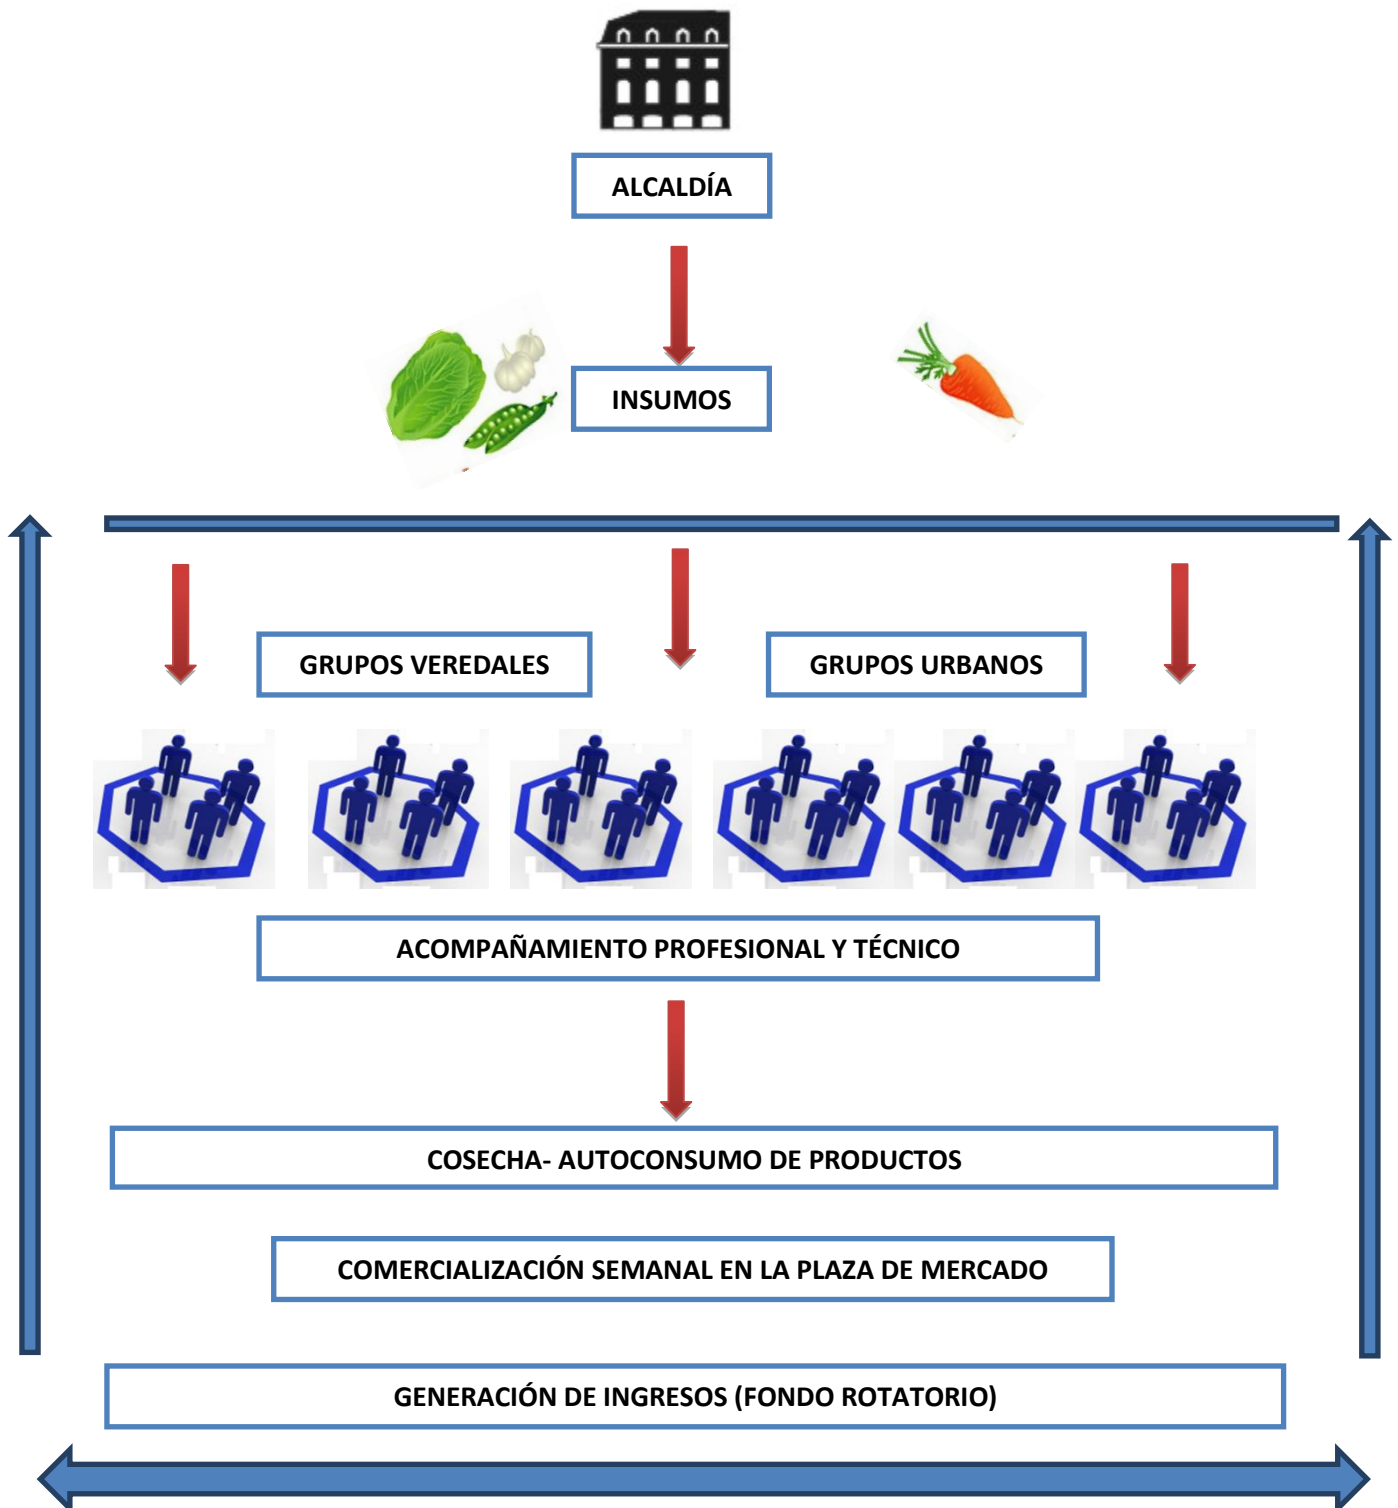 ALCALDÍA
INSUMOS
GRUPOS VEREDALES
GRUPOS URBANOS
ACOMPAÑAMIENTO PROFESIONAL Y TÉCNICO
COSECHA- AUTOCONSUMO DE PRODUCTOS
COMERCIALIZACIÓN SEMANAL EN LA PLAZA DE MERCADO
GENERACIÓN DE INGRESOS (FONDO ROTATORIO)